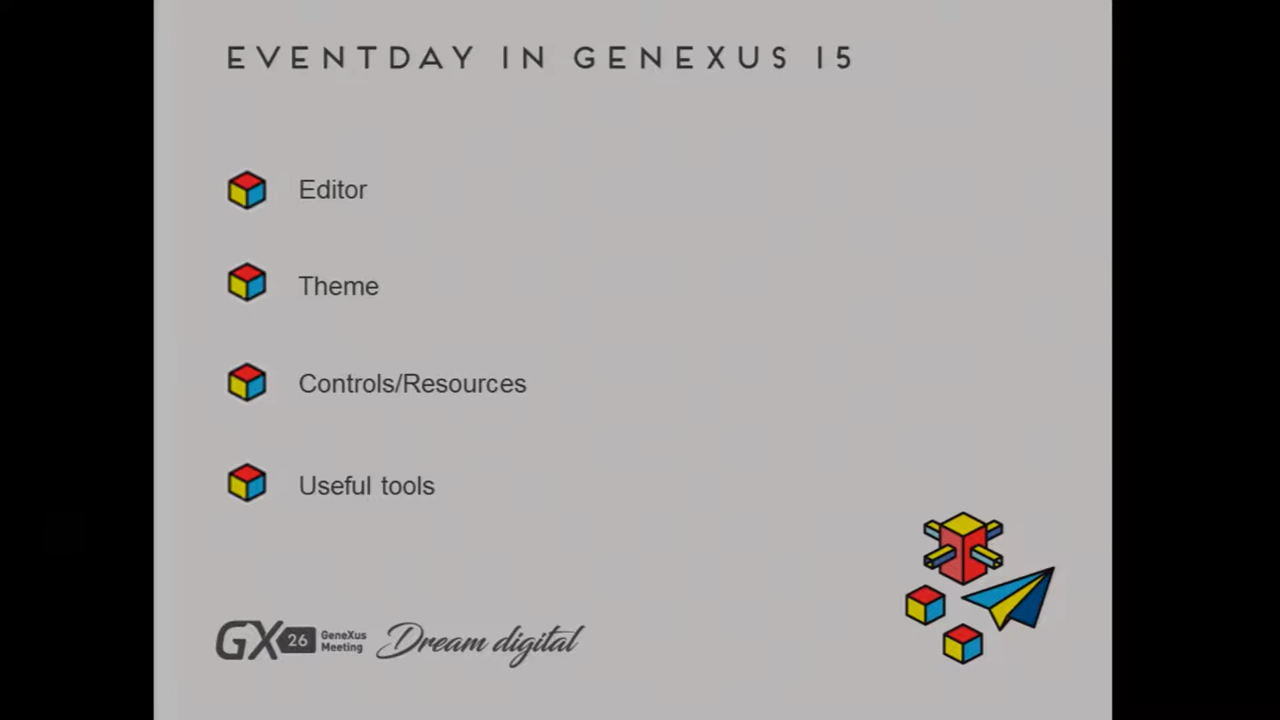 EVENTDAY IN GENEXUS 15
Editor
Theme
Controls/Resources
Useful tools
GX 26 GeneXus
Meeting
Dream digital